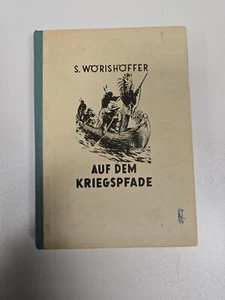 S. WÖRISHÖFFER
AUF DEM
KRIEGSPFADE